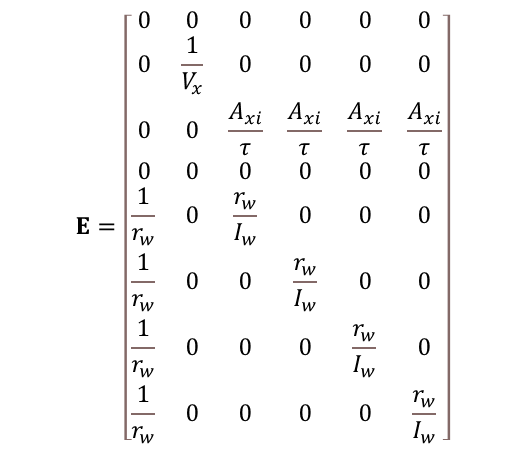 0 0 0 0 0 0
0 1/V_x 0 0 0 0
0 0 A_xi/τ A_xi/τ A_xi/τ A_xi/τ
0 0 0 0 0 0
E = 1/r_w 0 r_w/I_w 0 0 0
1/r_w 0 0 r_w/I_w 0 0
1/r_w 0 0 0 r_w/I_w 0
1/r_w 0 0 0 0 r_w/I_w